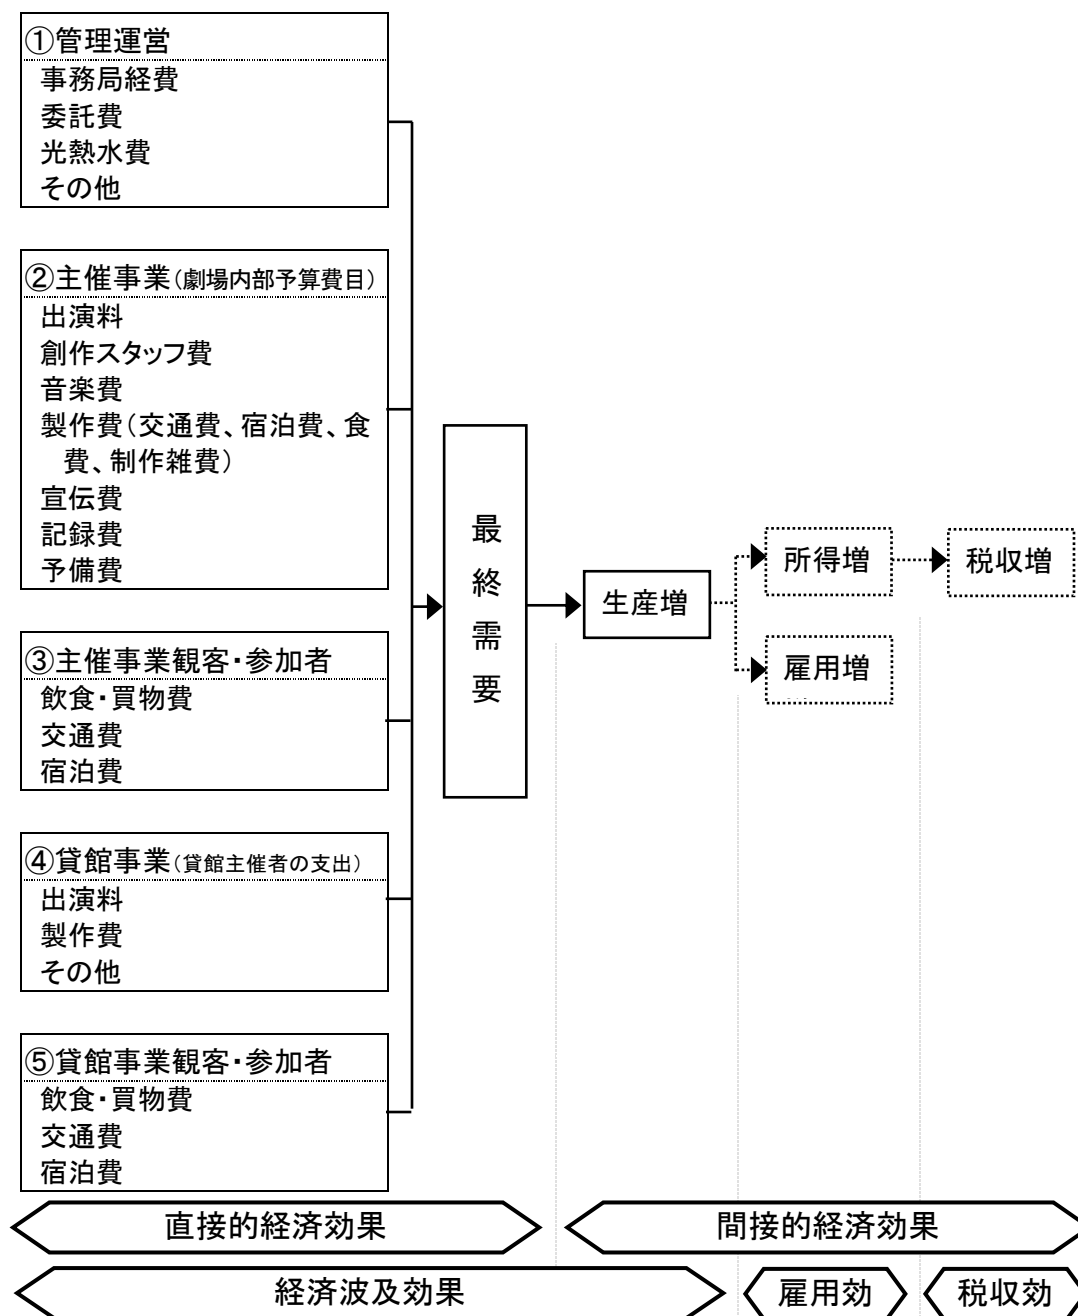 ①管理運営
事務局経費
委託費
光熱水費
その他
②主催事業(劇場内部予算費目)
出演料
創作スタッフ費
音楽費
製作費(交通費、宿泊費、食
費、制作雑費)
宣伝費
記録費
予備費
③主催事業観客・参加者
飲食・買物費
交通費
宿泊費
④貸館事業(貸館主催者の支出)
出演料
製作費
その他
⑤貸館事業観客・参加者
飲食・買物費
交通費
宿泊費
最終需要
生産増
所得増
税収増
雇用増
直接的経済効果
間接的経済効果
経済波及効果
雇用効
税収効